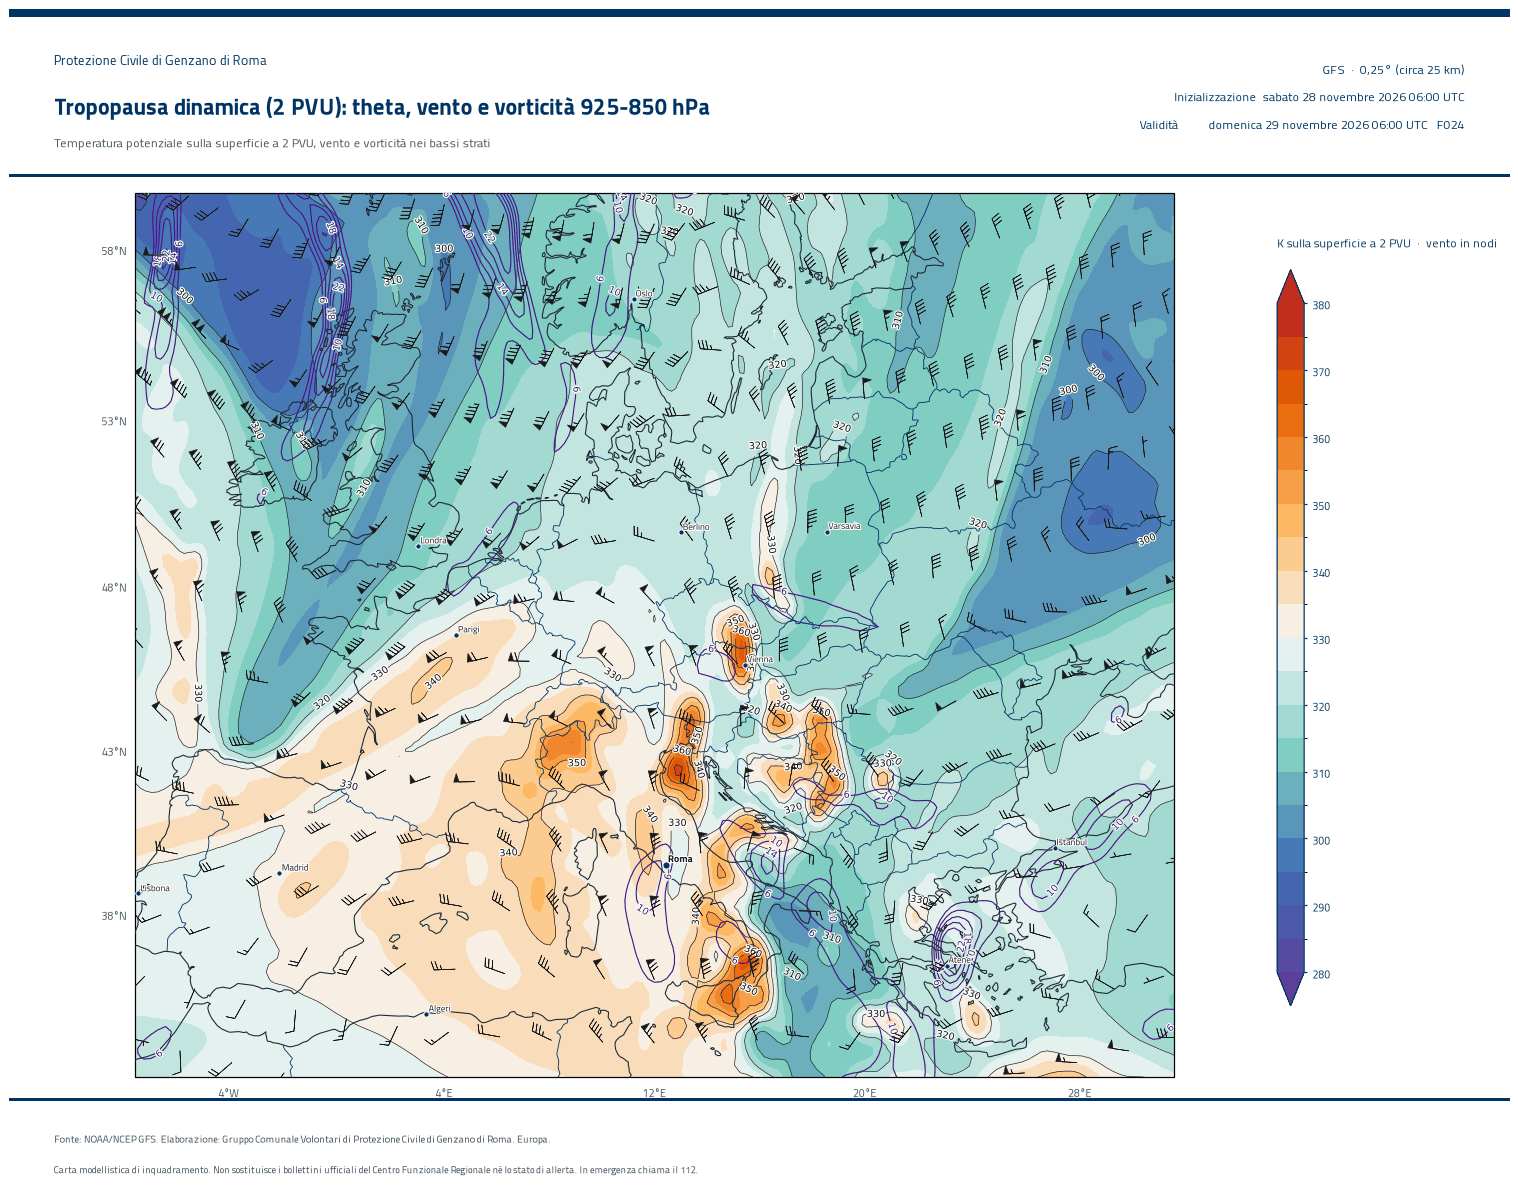 Protezione Civile di Genzano di Roma
Tropopausa dinamica (2 PVU): theta, vento e vorticità 925-850 hPa
Temperatura potenziale sulla superficie a 2 PVU, vento e vorticità nei bassi strati
GFS · 0,25° (circa 25 km)
Inizializzazione sabato 28 novembre 2026 06:00 UTC
Validità domenica 29 novembre 2026 06:00 UTC F024
K sulla superficie a 2 PVU · vento in nodi
380
370
360
350
340
330
320
310
300
290
280
58°N
53°N
48°N
43°N
38°N
4°W
4°E
12°E
20°E
28°E
Oslo
Londra
Berlino
Varsavia
Parigi
Vienna
Madrid
Lisbona
Roma
Istanbul
Atene
Algeri
Fonte: NOAA/NCEP GFS. Elaborazione: Gruppo Comunale Volontari di Protezione Civile di Genzano di Roma. Europa.
Carta modellistica di inquadramento. Non sostituisce i bollettini ufficiali del Centro Funzionale Regionale né lo stato di allerta. In emergenza chiama il 112.